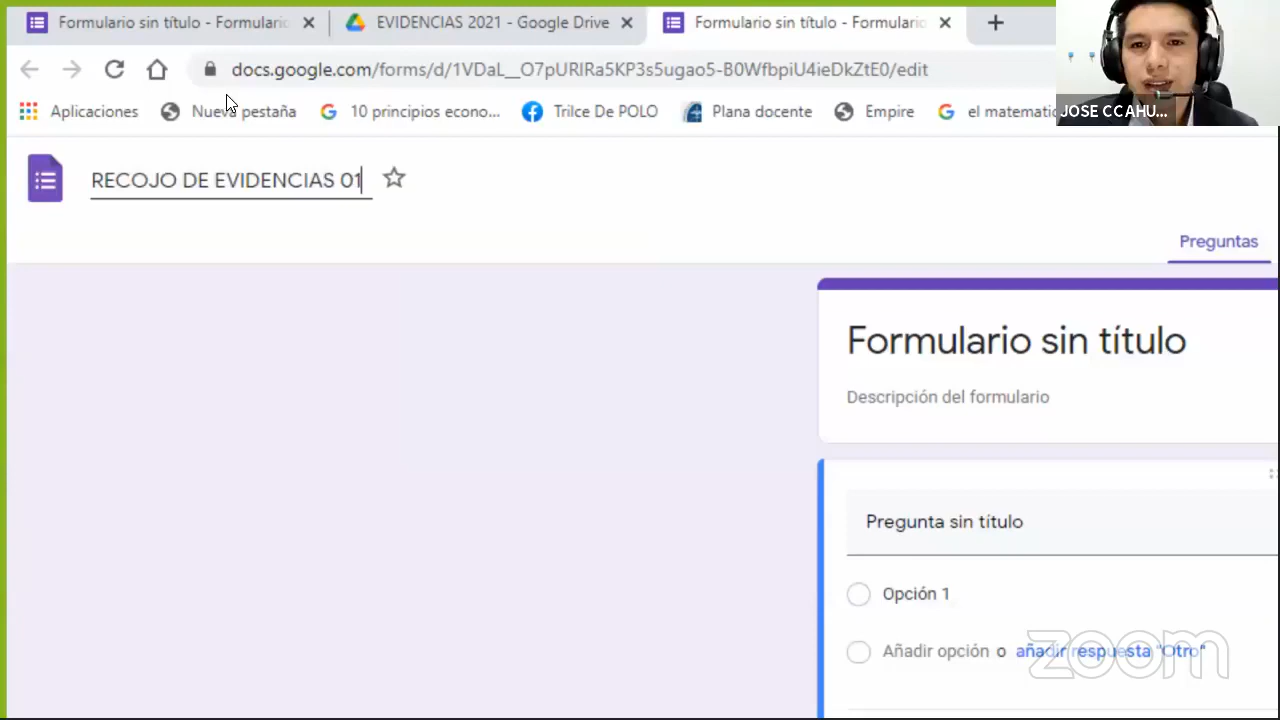 Formulario sin título - Formulario
EVIDENCIAS 2021 - Google Drive
Formulario sin título - Formulario
docs.google.com/forms/d/1VDaL__O7pURIRa5KP3s5ugao5-B0WfbpiU4ieDkZtE0/edit
Aplicaciones
Nueva pestaña
10 principios econo...
Trilce De POLO
Plana docente
Empire
el matematic
JOSE CCAHU...
RECOJO DE EVIDENCIAS 01
Preguntas
Formulario sin título
Descripción del formulario
Pregunta sin título
Opción 1
Añadir opción o añadir respuesta "Otro"
zoom